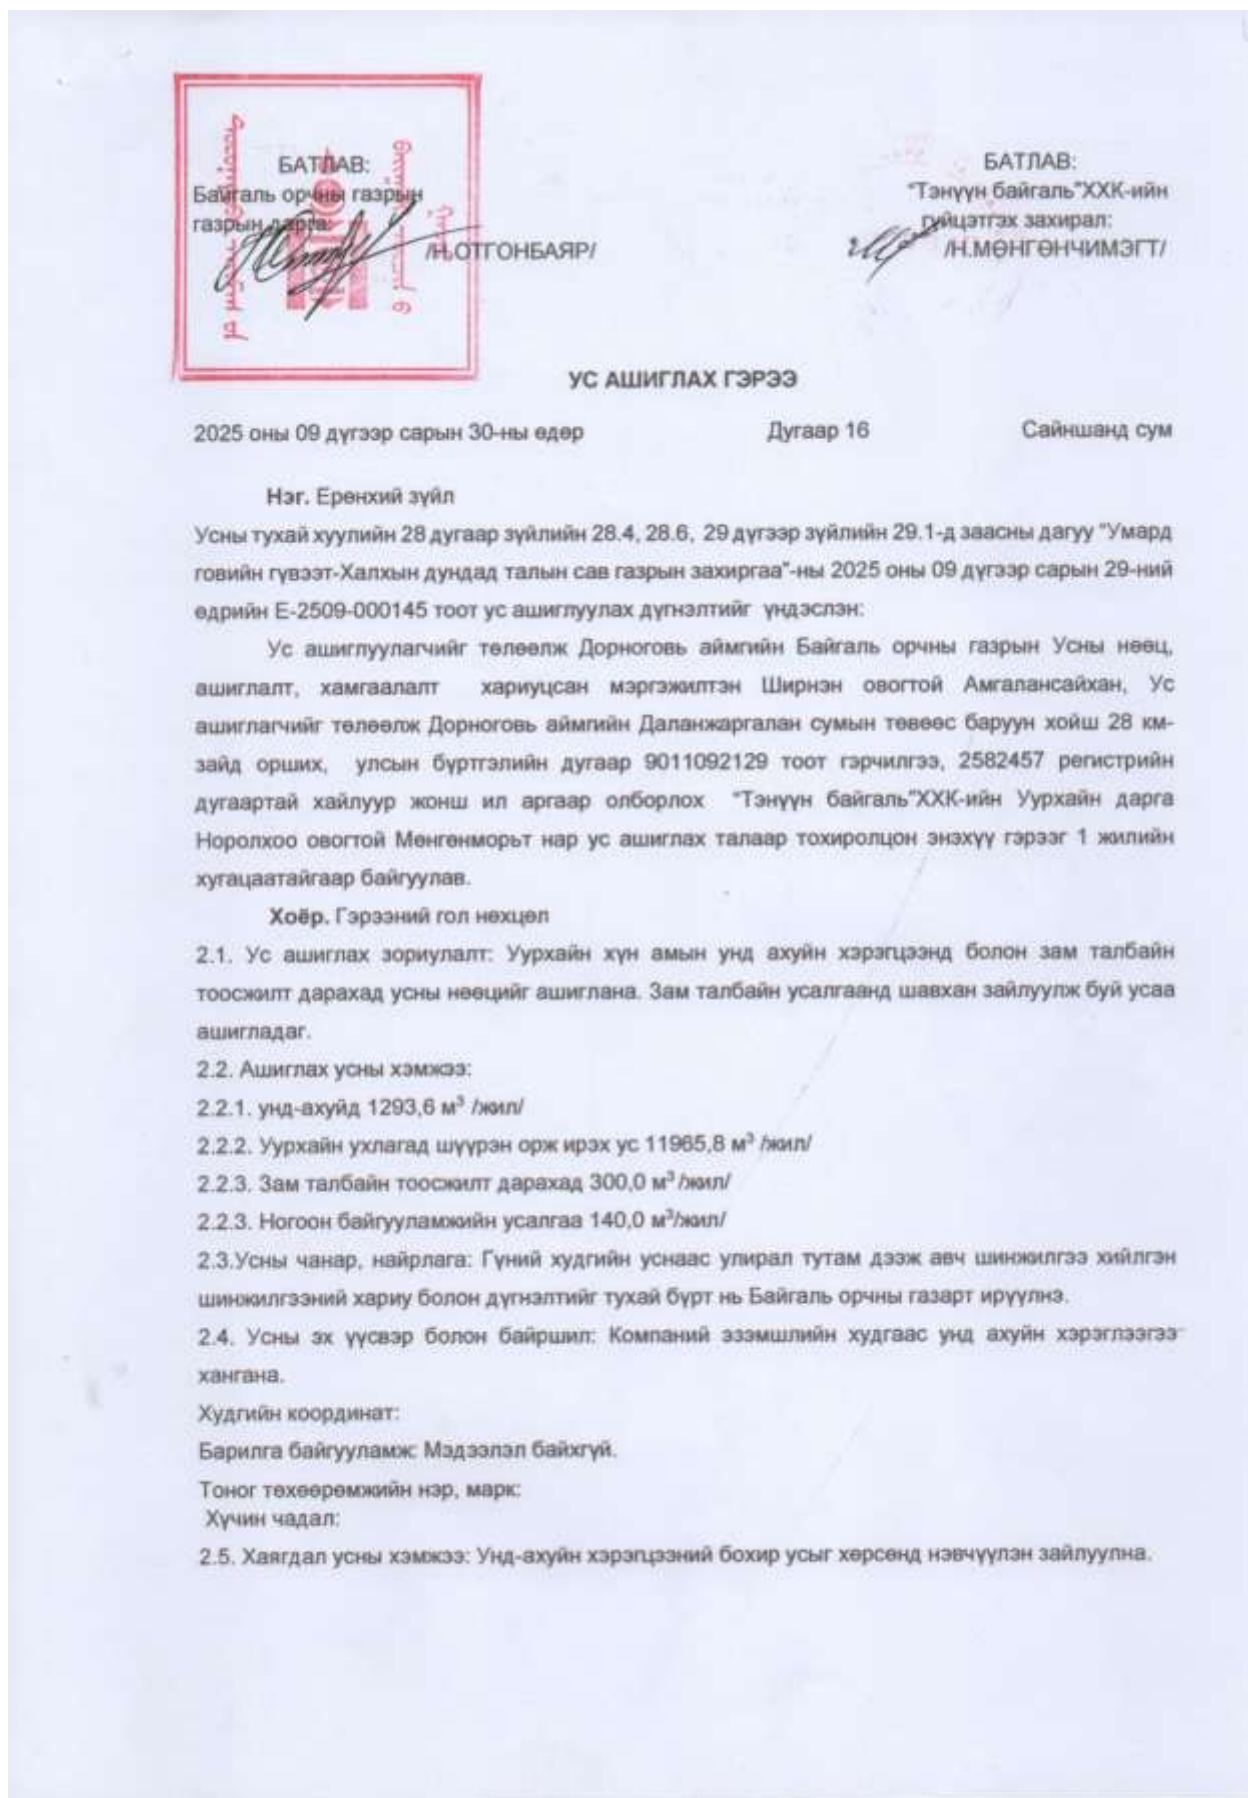 БАТЛАВ:
Байгаль орчны газрын
газрын дарга:
/Н.ОТГОНБАЯР/
БАТЛАВ:
"Тэнүүн байгаль"ХХК-ийн
гүйцэтгэх захирал:
/Н.МӨНГӨНЧИМЭГТ/
УС АШИГЛАХ ГЭРЭЭ
2025 оны 09 дүгээр сарын 30-ны өдөр Дугаар 16 Сайншанд сум
Нэг. Ерөнхий зүйл
Усны тухай хуулийн 28 дугаар зүйлийн 28.4, 28.6, 29 дүгээр зүйлийн 29.1-д заасны дагуу "Умард
говийн гүвээт-Халхын дундад талын сав газрын захиргаа"-ны 2025 оны 09 дүгээр сарын 29-ний
өдрийн Е-2509-000145 тоот ус ашиглуулах дүгнэлтийг үндэслэн:
Ус ашиглуулагчийг төлөөлж Дорноговь аймгийн Байгаль орчны газрын Усны нөөц,
ашиглалт, хамгаалалт хариуцсан мэргэжилтэн Ширнэн овогтой Амгалансайхан, Ус
ашиглагчийг төлөөлж Дорноговь аймгийн Даланжаргалан сумын төвөөс баруун хойш 28 км-
зайд орших, улсын бүртгэлийн дугаар 9011092129 тоот гэрчилгээ, 2582457 регистрийн
дугаартай хайлуур жонш ил аргаар олборлох "Тэнүүн байгаль"ХХК-ийн Уурхайн дарга
Норолхоо овогтой Мөнгөнморьт нар ус ашиглах талаар тохиролцон энэхүү гэрээг 1 жилийн
хугацаатайгаар байгуулав.
Хоёр. Гэрээний гол нөхцөл
2.1. Ус ашиглах зориулалт: Уурхайн хүн амын унд ахуйн хэрэгцээнд болон зам талбайн
тоосжилт дарахад усны нөөцийг ашиглана. Зам талбайн усалгаанд шавхан зайлуулж буй усаа
ашигладаг.
2.2. Ашиглах усны хэмжээ:
2.2.1. унд-ахуйд 1293,6 м³ /жил/
2.2.2. Уурхайн ухлагад шүүрэн орж ирэх ус 11965,8 м³ /жил/
2.2.3. Зам талбайн тоосжилт дарахад 300,0 м³ /жил/
2.2.3. Ногоон байгууламжийн усалгаа 140,0 м³/жил/
2.3.Усны чанар, найрлага: Гүний худгийн уснаас улирал тутам дээж авч шинжилгээ хийлгэн
шинжилгээний хариу болон дүгнэлтийг тухай бүрт нь Байгаль орчны газарт ирүүлнэ.
2.4. Усны эх үүсвэр болон байршил: Компаний эзэмшлийн худгаас унд ахуйн хэрэглээгээ
хангана.
Худгийн координат:
Барилга байгууламж: Мэдээлэл байхгүй.
Тоног төхөөрөмжийн нэр, марк:
Хүчин чадал:
2.5. Хаягдал усны хэмжээ: Унд-ахуйн хэрэгцээний бохир усыг хөрсөнд нэвчүүлэн зайлуулна.